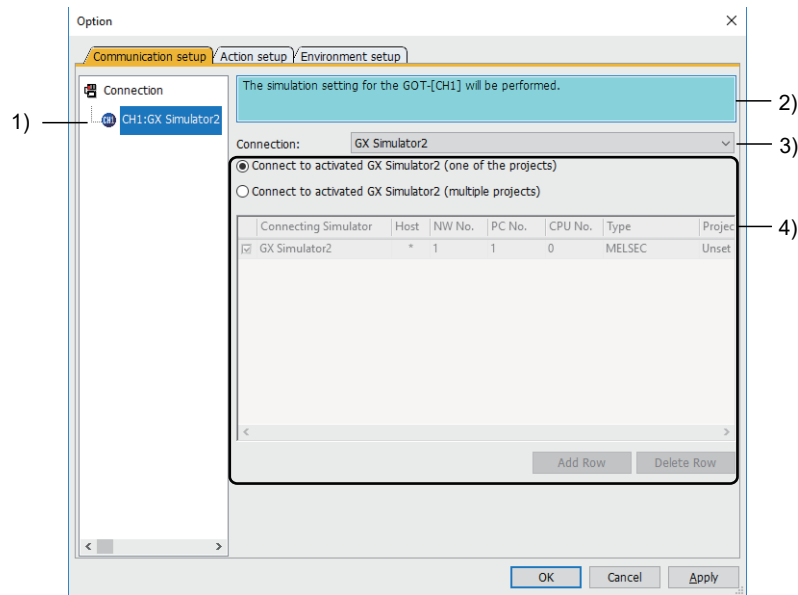 Option
Communication setup Action setup Environment setup
Connection
CH1:GX Simulator2
The simulation setting for the GOT-[CH1] will be performed.
Connection: GX Simulator2
Connect to activated GX Simulator2 (one of the projects)
Connect to activated GX Simulator2 (multiple projects)
Connecting Simulator Host NW No. PC No. CPU No. Type Projec
GX Simulator2 * 1 1 0 MELSEC Unset
Add Row Delete Row
OK Cancel Apply
1)
2)
3)
4)